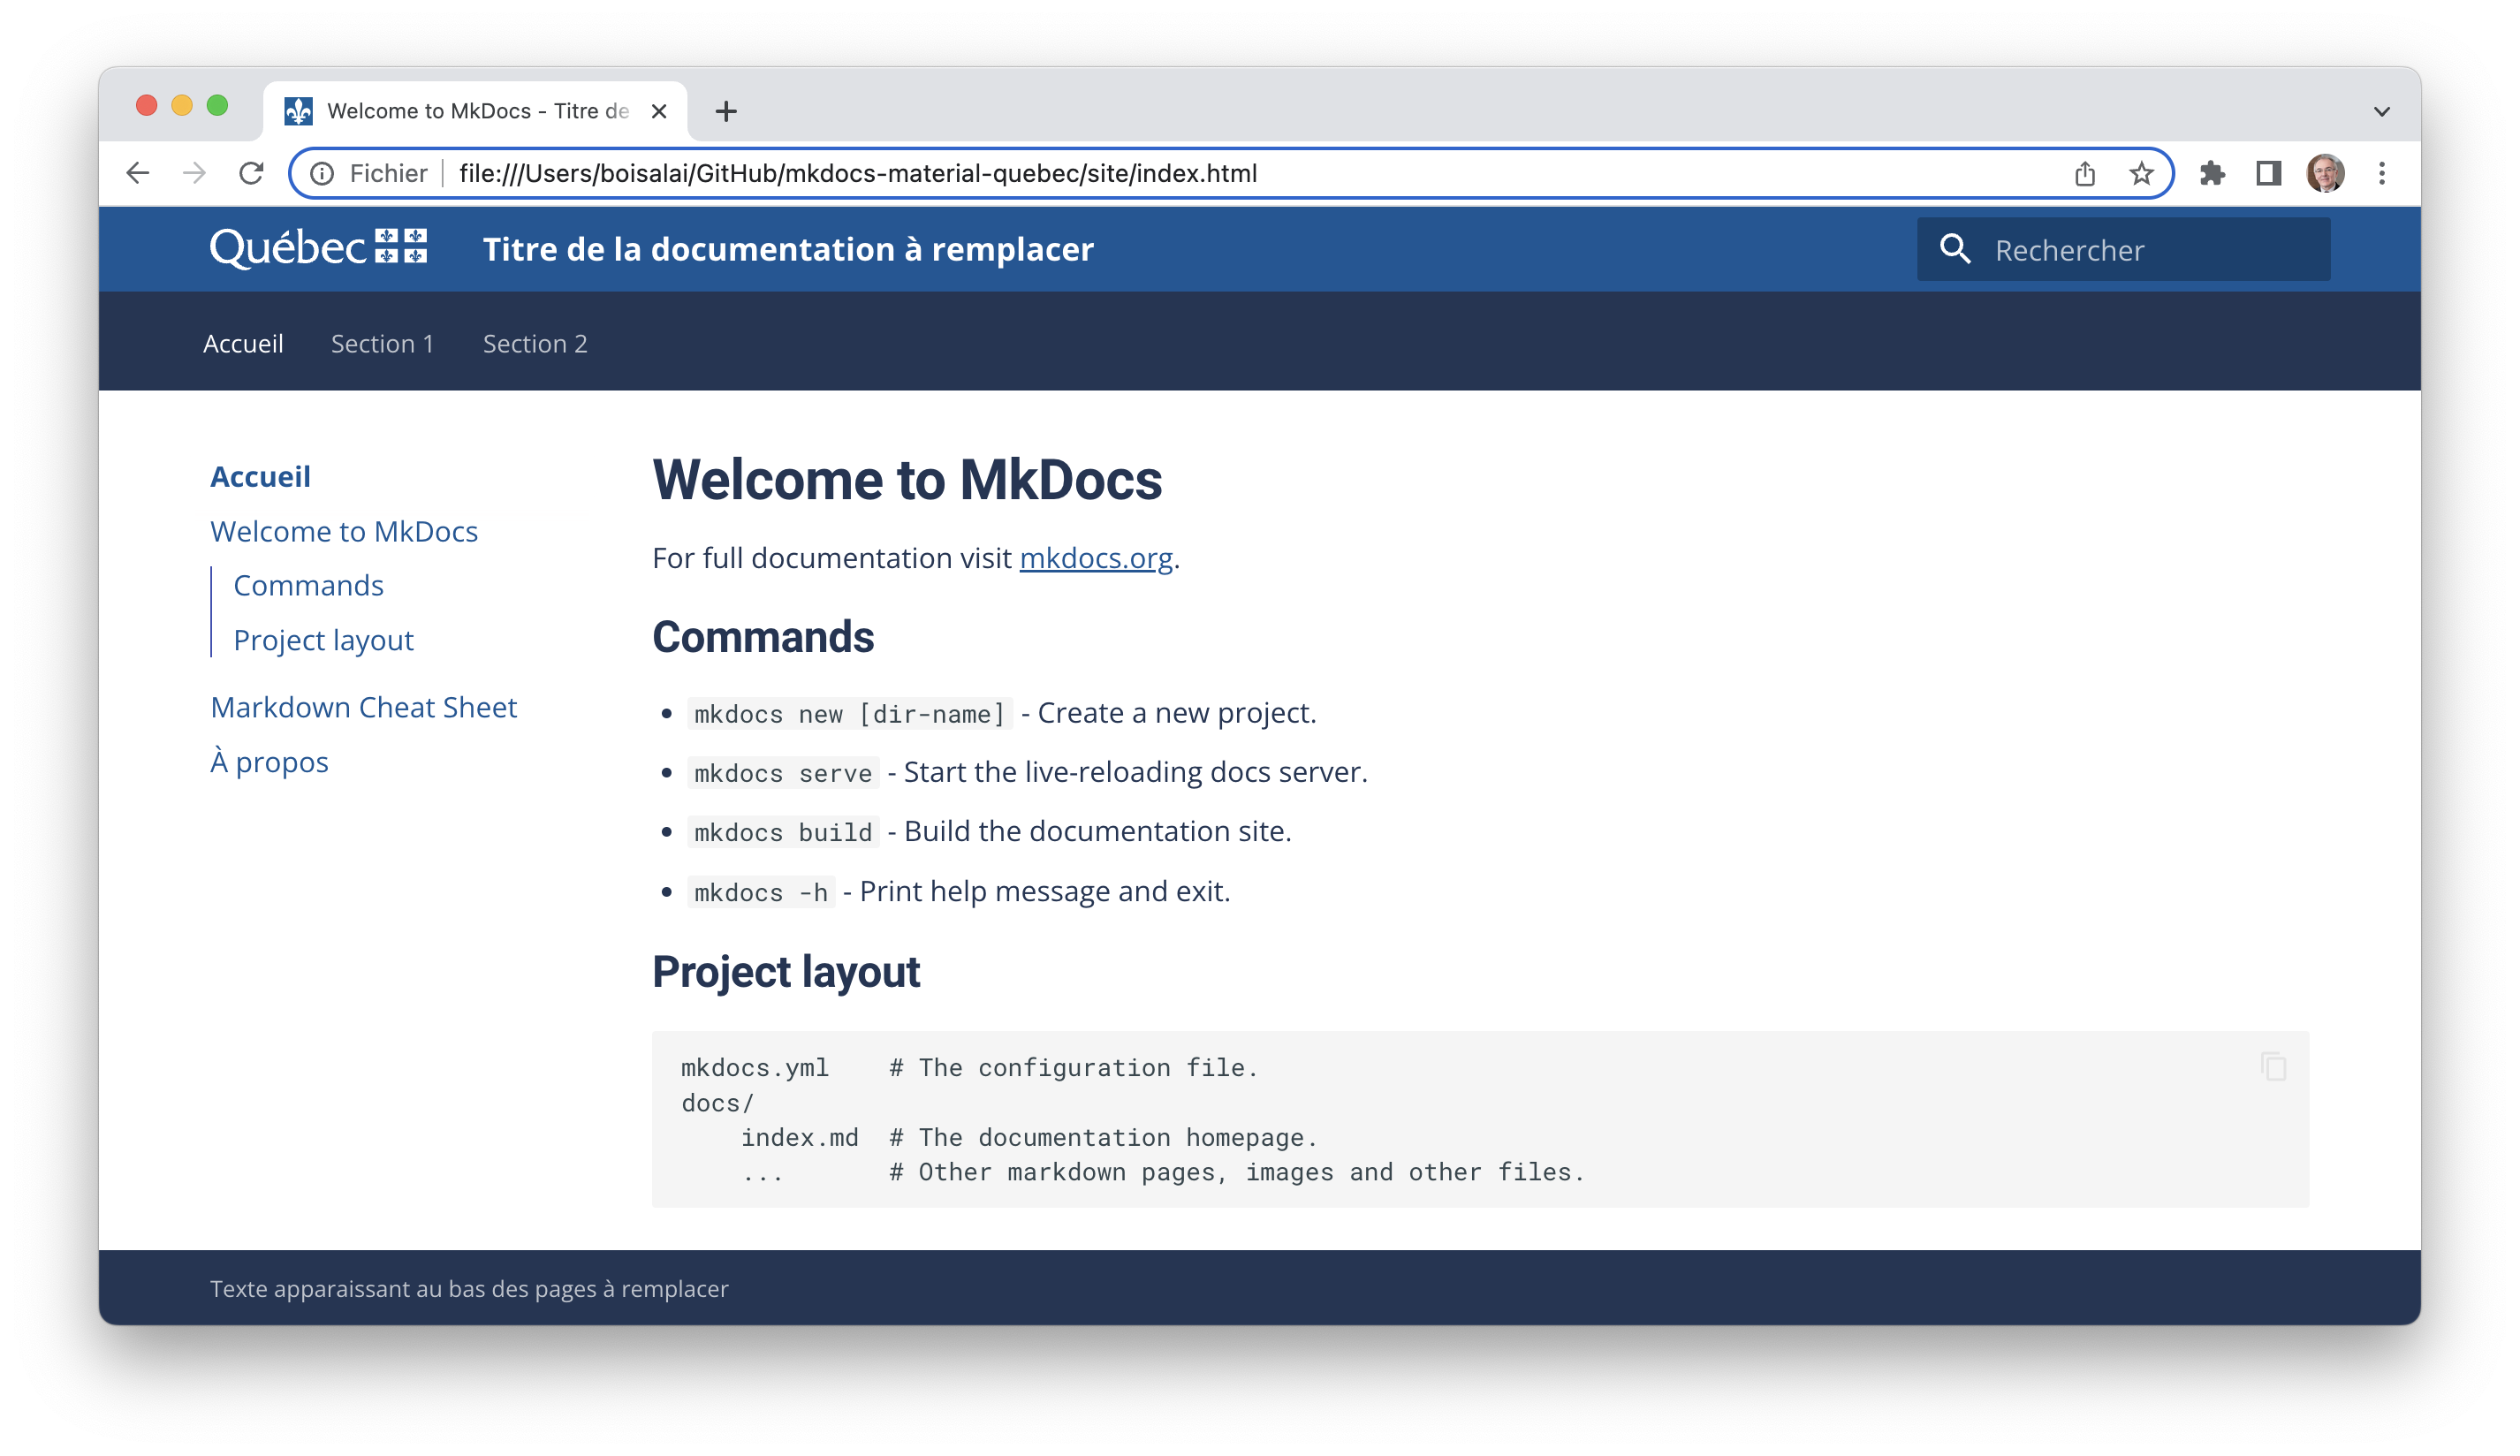 Welcome to MkDocs - Titre de
Fichier file:///Users/boisalai/GitHub/mkdocs-material-quebec/site/index.html
Québec Titre de la documentation à remplacer Rechercher
Accueil Section 1 Section 2
Accueil
Welcome to MkDocs
Commands
Project layout
Markdown Cheat Sheet
À propos
Welcome to MkDocs
For full documentation visit mkdocs.org.
Commands
• mkdocs new [dir-name] - Create a new project.
• mkdocs serve - Start the live-reloading docs server.
• mkdocs build - Build the documentation site.
• mkdocs -h - Print help message and exit.
Project layout
mkdocs.yml    # The configuration file.
docs/
    index.md  # The documentation homepage.
    ...       # Other markdown pages, images and other files.
Texte apparaissant au bas des pages à remplacer